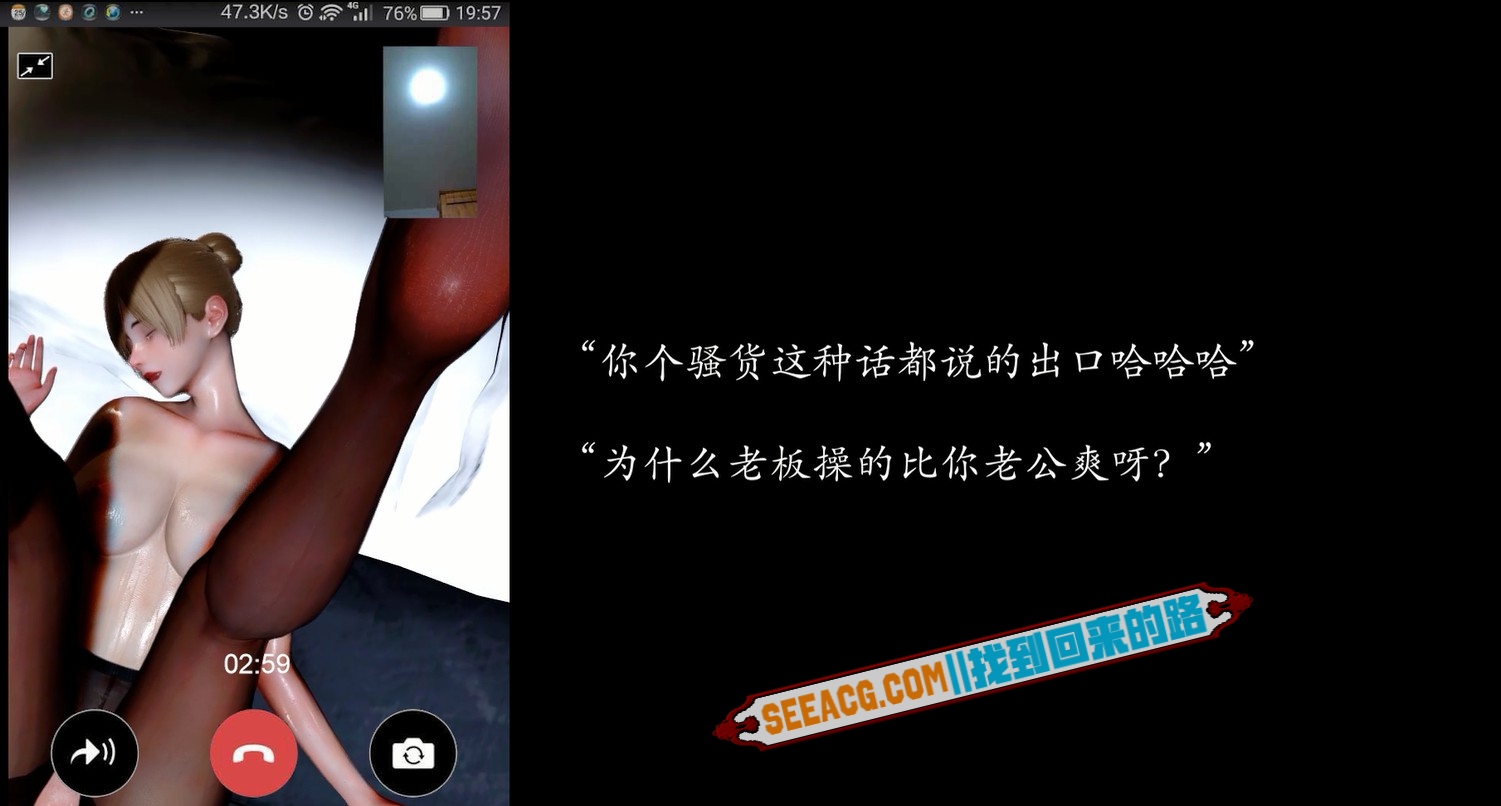 47.3K/s 4G 76% 19:57
“你个骚货这种话都说的出口哈哈哈”
“为什么老板操的比你老公爽呀？”
SEEACG.COM||找到回来的路
02:59